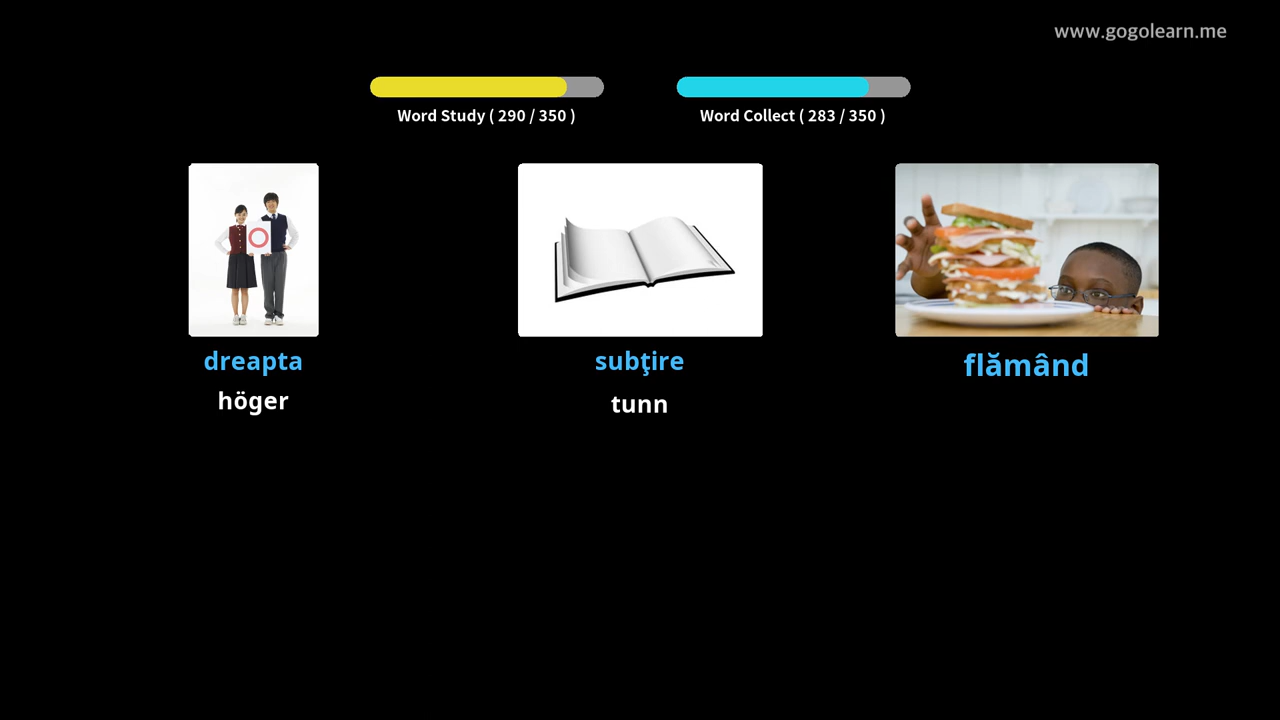 www.gogolearn.me
Word Study ( 290 / 350 )
Word Collect ( 283 / 350 )
dreapta
subţire
flămând
höger
tunn